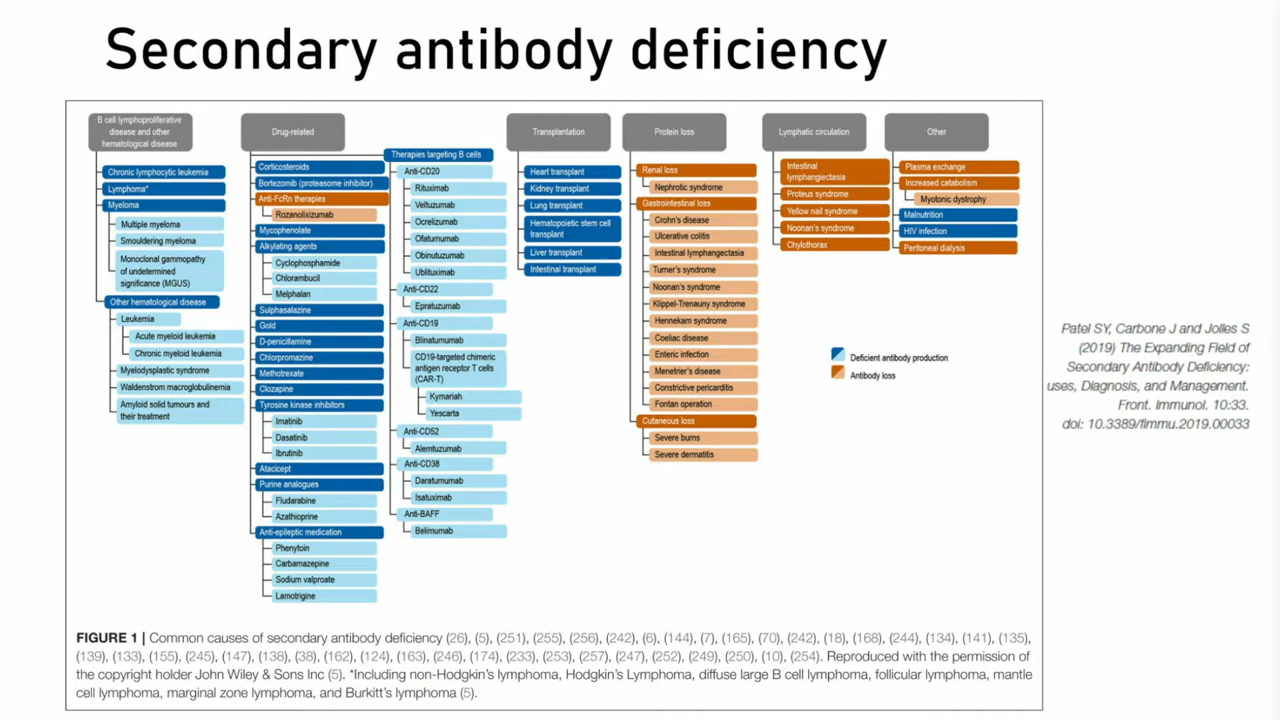 Secondary antibody deficiency
B cell lymphoproliferative
disease and other
hematological disease
Chronic lymphocytic leukemia
Lymphoma*
Myeloma
Multiple myeloma
Smouldering myeloma
Monoclonal gammopathy
of undetermined
significance (MGUS)
Other hematological disease
Leukemia
Acute myeloid leukemia
Chronic myeloid leukemia
Myelodysplastic syndrome
Waldenstrom macroglobulinemia
Amyloid solid tumours and
their treatment
Drug-related
Corticosteroids
Bortezomib (proteasome inhibitor)
Anti-FcRn therapies
Rozanolixizumab
Mycophenolate
Alkylating agents
Cyclophosphamide
Chlorambucil
Melphalan
Sulphasalazine
Gold
D-penicillamine
Chlorpromazine
Methotrexate
Clozapine
Tyrosine kinase inhibitors
Imatinib
Dasatinib
Ibrutinib
Atacicept
Purine analogues
Fludarabine
Azathioprine
Anti-epileptic medication
Phenytoin
Carbamazepine
Sodium valproate
Lamotrigine
Therapies targeting B cells
Anti-CD20
Rituximab
Veltuzumab
Ocrelizumab
Ofatumumab
Obinutuzumab
Ublituximab
Anti-CD22
Epratuzumab
Anti-CD19
Blinatumumab
CD19-targeted chimeric
antigen receptor T cells
(CAR-T)
Kymariah
Yescarta
Anti-CD52
Alemtuzumab
Anti-CD38
Daratumumab
Isatuximab
Anti-BAFF
Belimumab
Transplantation
Heart transplant
Kidney transplant
Lung transplant
Hematopoietic stem cell
transplant
Liver transplant
Intestinal transplant
Protein loss
Renal loss
Nephrotic syndrome
Gastrointestinal loss
Crohn's disease
Ulcerative colitis
Intestinal lymphangectasia
Turner's syndrome
Noonan's syndrome
Klippel-Trenauny syndrome
Hennekam syndrome
Coeliac disease
Enteric infection
Menetrier's disease
Constrictive pericarditis
Fontan operation
Cutaneous loss
Severe burns
Severe dermatitis
Lymphatic circulation
Intestinal
lymphangiectasia
Proteus syndrome
Yellow nail syndrome
Noonan's syndrome
Chylothorax
Other
Plasma exchange
Increased catabolism
Myotonic dystrophy
Malnutrition
HIV infection
Peritoneal dialysis
Deficient antibody production
Antibody loss
Patel SY, Carbone J and Jolles S
(2019) The Expanding Field of
Secondary Antibody Deficiency:
uses, Diagnosis, and Management.
Front. Immunol. 10:33.
doi: 10.3389/fimmu.2019.00033
FIGURE 1 | Common causes of secondary antibody deficiency (26), (5), (251), (255), (256), (242), (6), (144), (7), (165), (70), (242), (18), (168), (244), (134), (141), (135),
(139), (133), (155), (245), (147), (138), (38), (162), (124), (163), (246), (174), (233), (253), (257), (247), (252), (249), (250), (10), (254). Reproduced with the permission of
the copyright holder John Wiley & Sons Inc (5). *Including non-Hodgkin's lymphoma, Hodgkin's Lymphoma, diffuse large B cell lymphoma, follicular lymphoma, mantle
cell lymphoma, marginal zone lymphoma, and Burkitt's lymphoma (5).